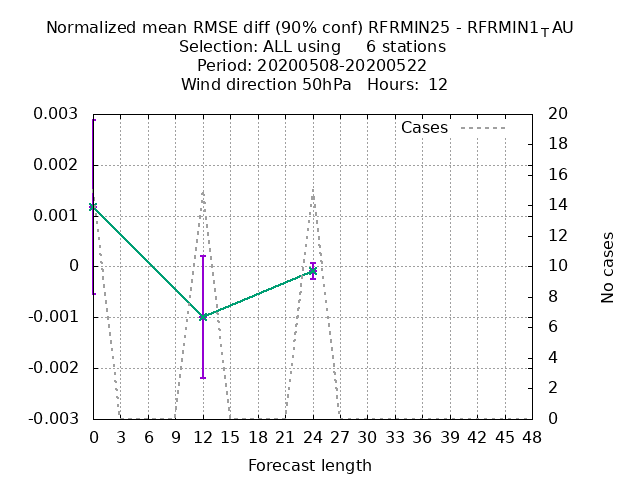 Normalized mean RMSE diff (90% conf) RFRMIN25 - RFRMIN1_TAU
Selection: ALL using     6 stations
Period: 20200508-20200522
Wind direction 50hPa   Hours:  12
Cases
0.003
0.002
0.001
0
-0.001
-0.002
-0.003
20
18
16
14
12
10
8
6
4
2
0
No cases
0 3 6 9 12 15 18 21 24 27 30 33 36 39 42 45 48
Forecast length